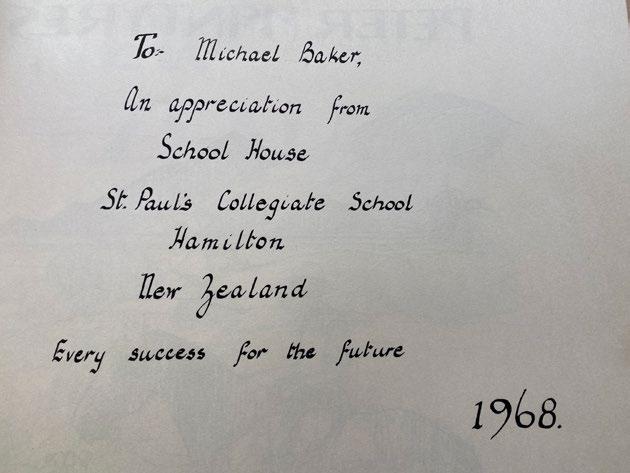 To:- Michael Baker,
An appreciation from
School House
St. Paul's Collegiate School
Hamilton
New Zealand
Every success for the future
1968.